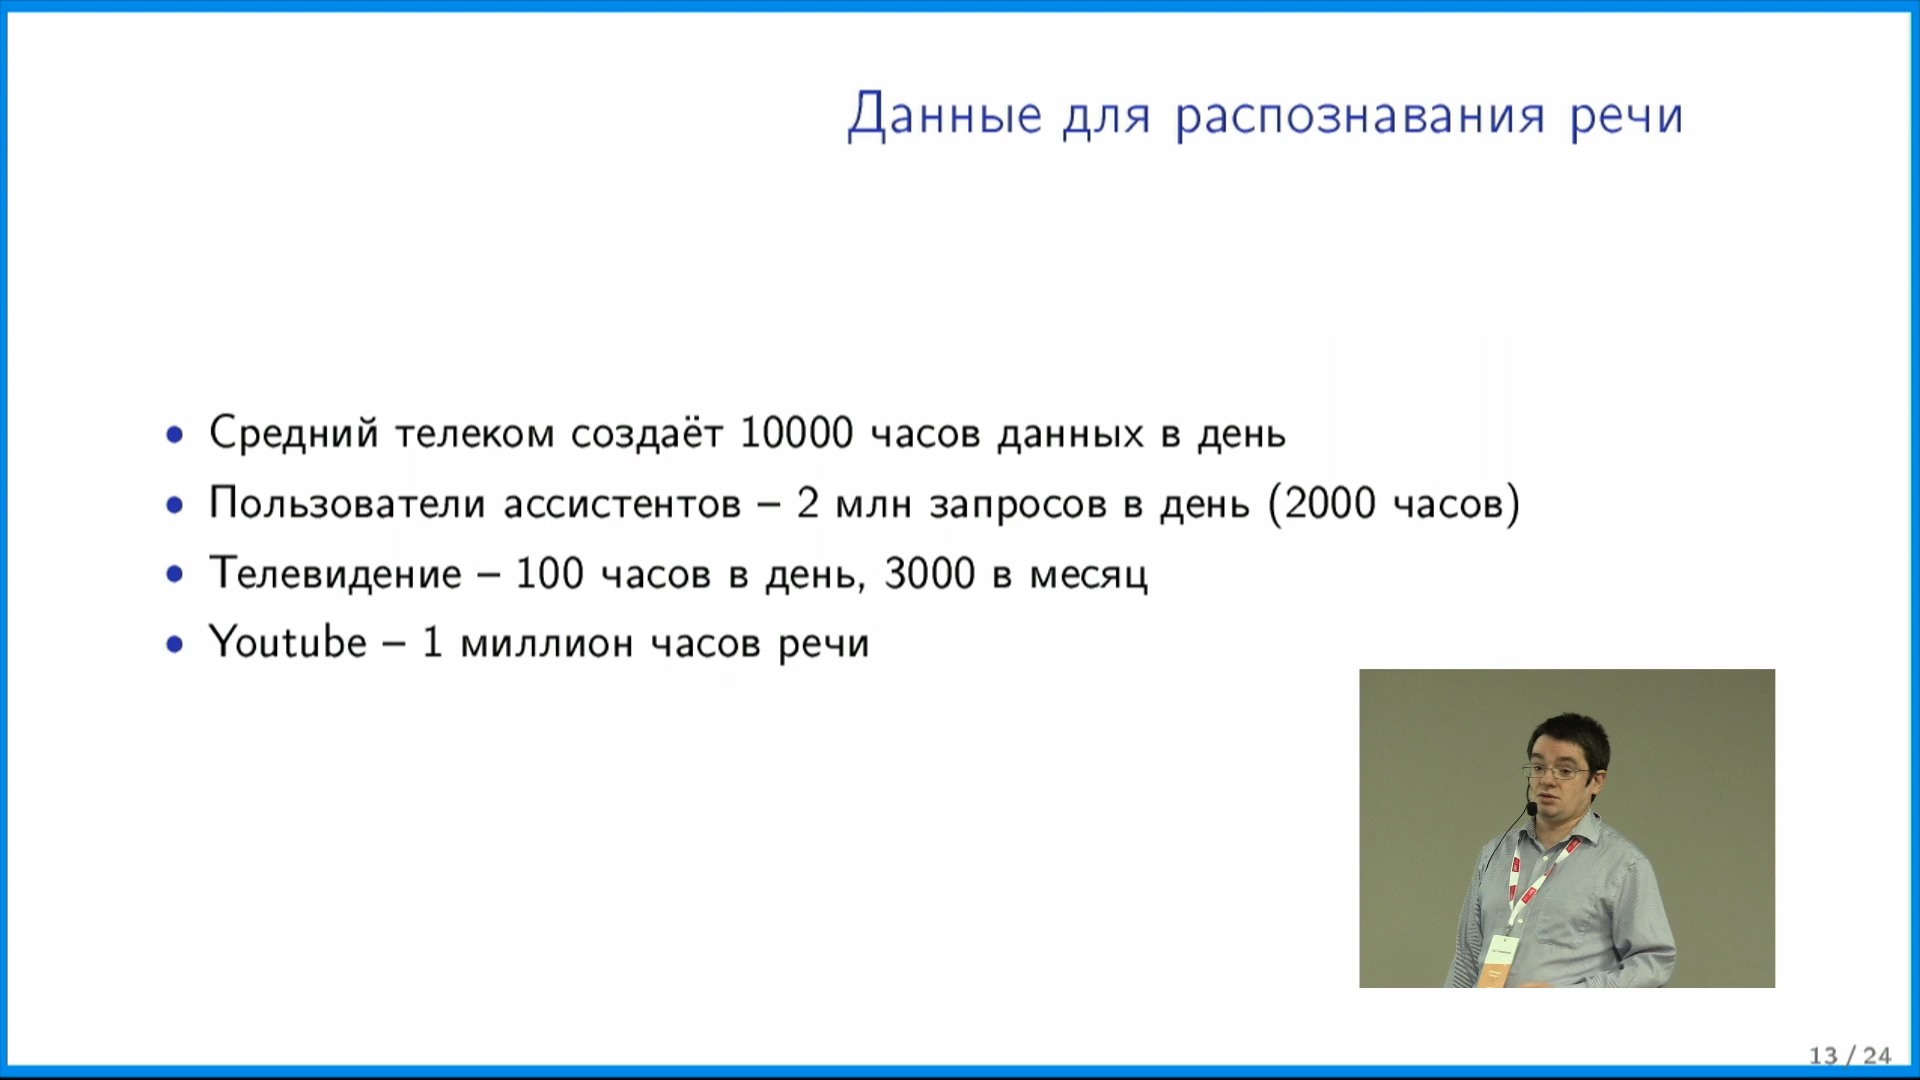 Данные для распознавания речи
• Средний телеком создаёт 10000 часов данных в день
• Пользователи ассистентов – 2 млн запросов в день (2000 часов)
• Телевидение – 100 часов в день, 3000 в месяц
• Youtube – 1 миллион часов речи
13 / 24